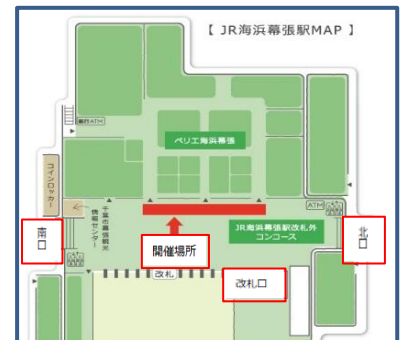 【 JR海浜幕張駅MAP 】
ATM
ペリエ海浜幕張
コインロッカー
千葉市幕張観光
情報センター
ATM
南口
開催場所
JR海浜幕張駅改札外
コンコース
北口
改札
改札口